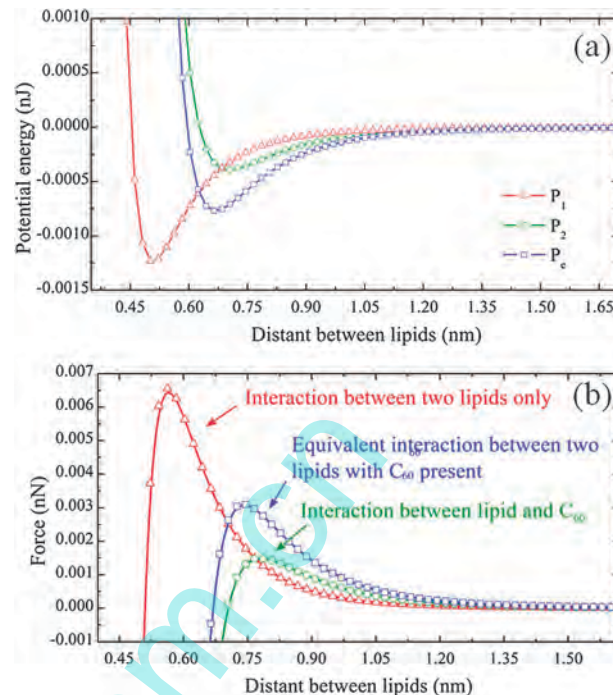 0.0010
(a)
0.0005
0.0000
-0.0005
-0.0010
-0.0015
Potential energy (nJ)
P1
P2
Pe
0.45 0.60 0.75 0.90 1.05 1.20 1.35 1.50 1.65
Distant between lipids (nm)
0.007
(b)
0.006
0.005
0.004
0.003
0.002
0.001
0.000
-0.001
Force (nN)
Interaction between two lipids only
Equivalent interaction between two
lipids with C60 present
Interaction between lipid and C60
0.45 0.60 0.75 0.90 1.05 1.20 1.35 1.50
Distant between lipids (nm)
m.cn